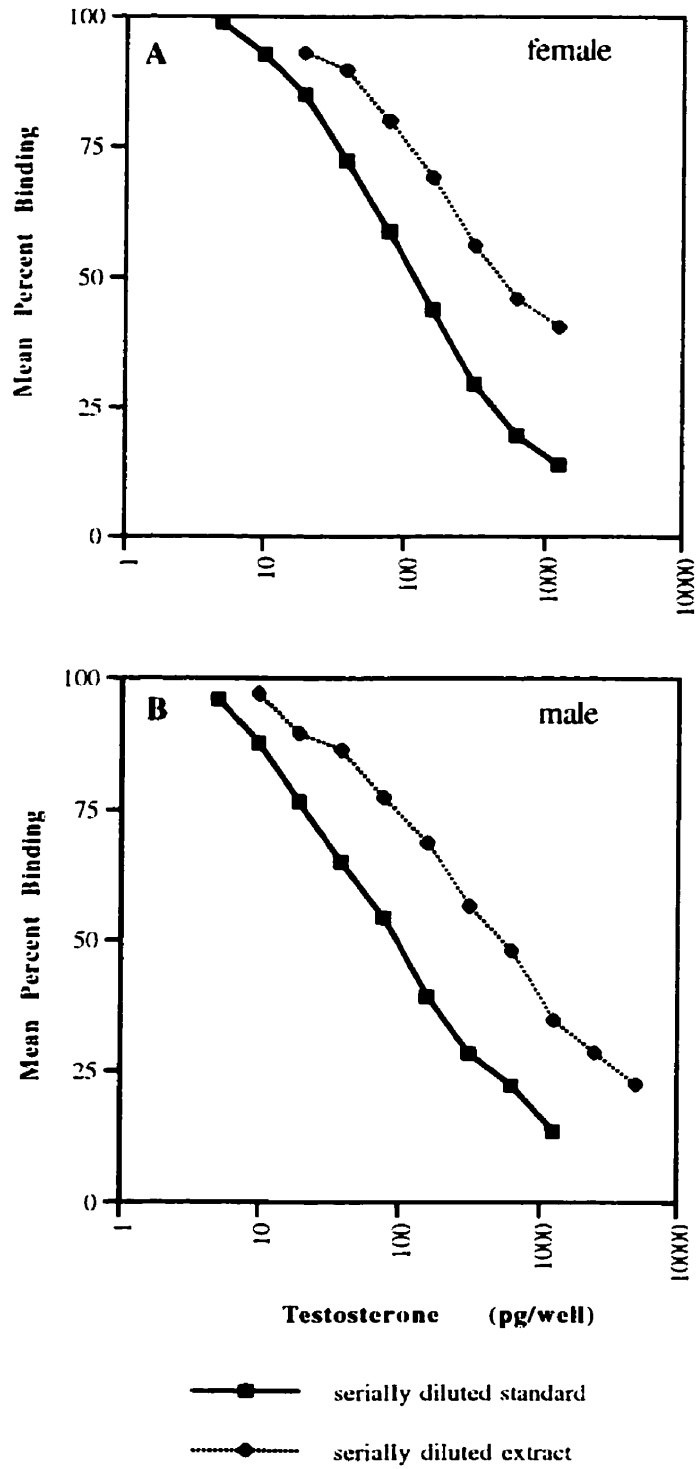 100
A
female
75
50
25
0
Mean Percent Binding
1
10
100
1000
10000
100
B
male
75
50
25
0
Mean Percent Binding
1
10
100
1000
10000
Testosterone (pg/well)
serially diluted standard
serially diluted extract